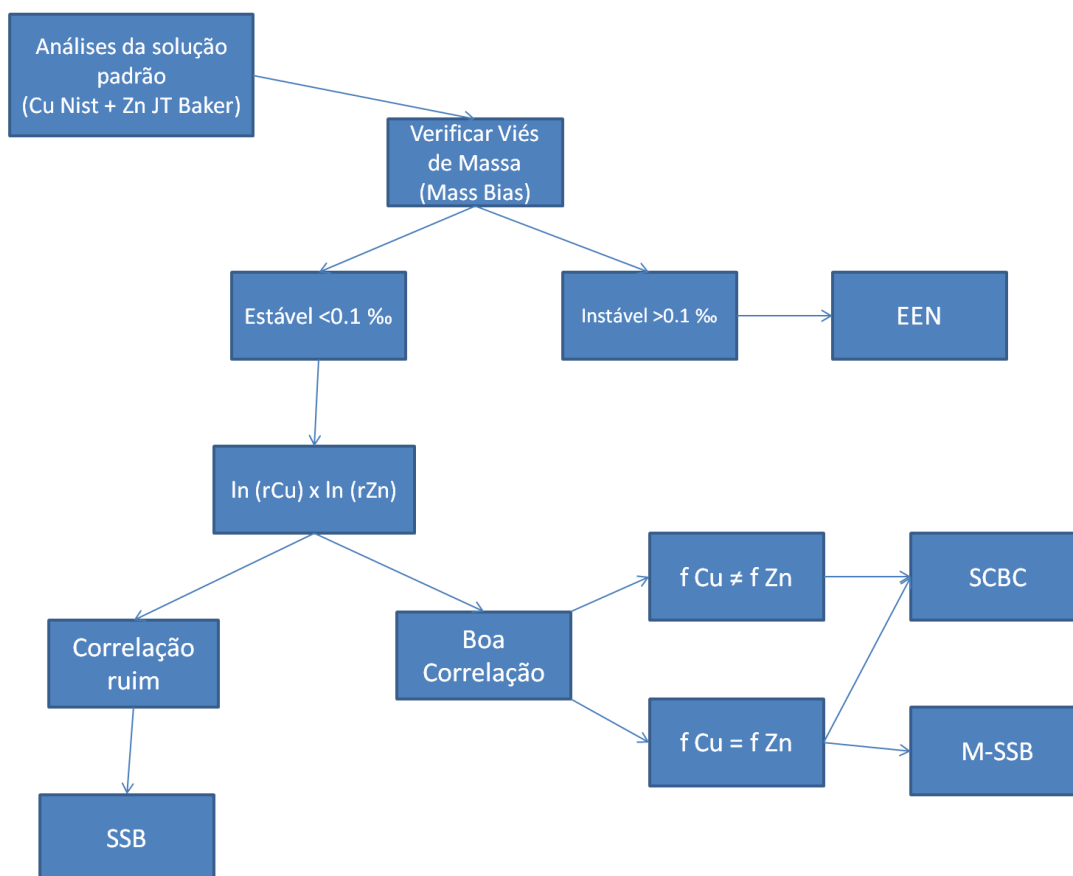 Análises da solução
padrão
(Cu Nist + Zn JT Baker)
Verificar Viés
de Massa
(Mass Bias)
Estável <0.1 ‰
Instável >0.1 ‰
EEN
ln (rCu) x ln (rZn)
f Cu ≠ f Zn
SCBC
Correlação
ruim
Boa
Correlação
f Cu = f Zn
M-SSB
SSB